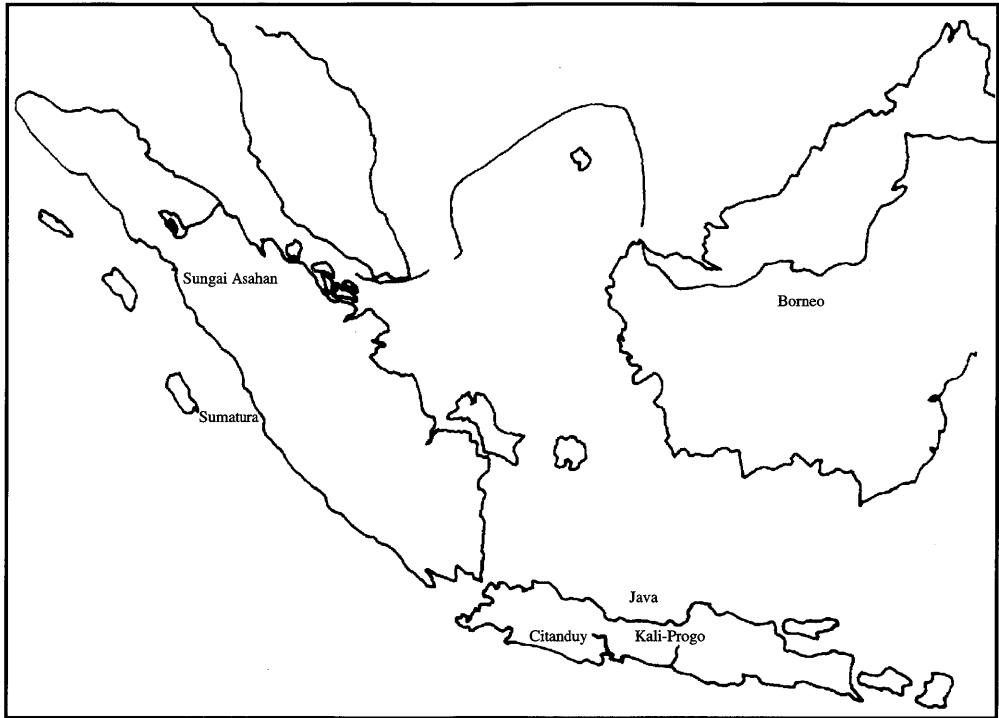 Sungai Asahan
Borneo
Sumatura
Java
Citanduy
Kali-Progo